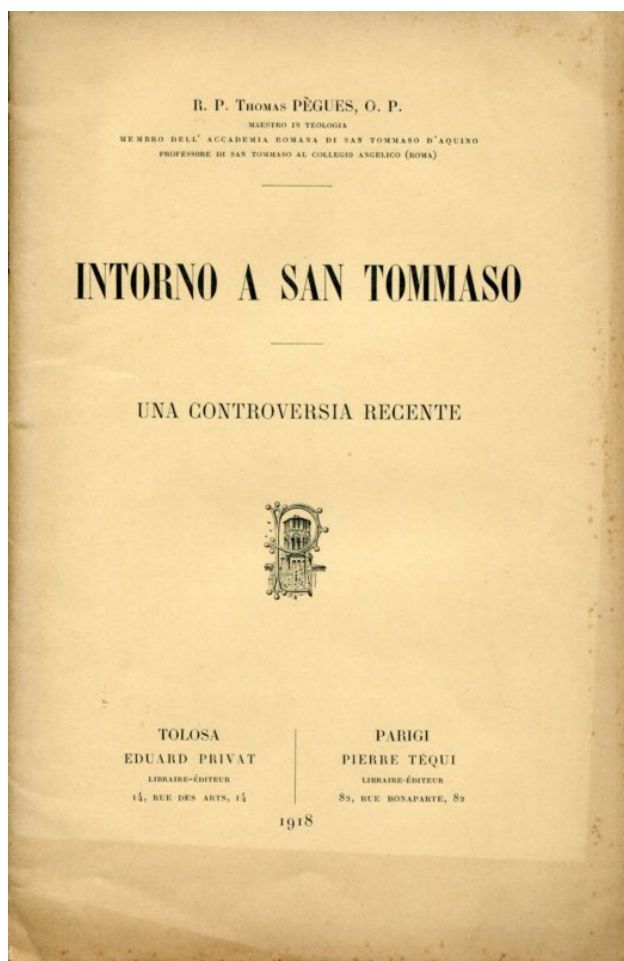 R. P. Thomas PÈGUES, O. P.
MAESTRO IN TEOLOGIA
MEMBRO DELL' ACCADEMIA ROMANA DI SAN TOMMASO D'AQUINO
PROFESSORE DI SAN TOMMASO AL COLLEGIO ANGELICO (ROMA)
INTORNO A SAN TOMMASO
UNA CONTROVERSIA RECENTE
TOLOSA
EDUARD PRIVAT
LIBRAIRE-ÉDITEUR
14, RUE DES ARTS, 14
PARIGI
PIERRE TÉQUI
LIBRAIRE-ÉDITEUR
82, RUE BONAPARTE, 82
1918